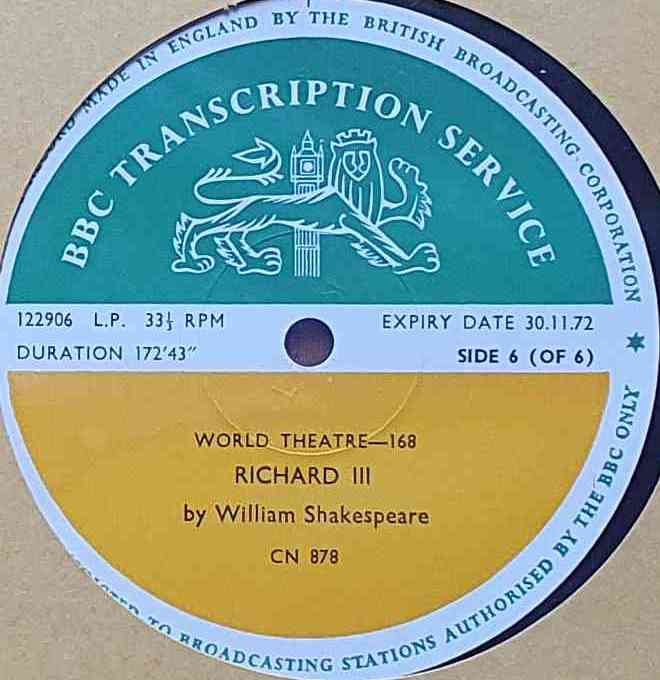 MADE IN ENGLAND BY THE BRITISH BROADCASTING CORPORATION
BBC TRANSCRIPTION SERVICE
122906 L.P. 33⅓ RPM
EXPIRY DATE 30.11.72
DURATION 172'43"
SIDE 6 (OF 6)
WORLD THEATRE—168
RICHARD III
by William Shakespeare
CN 878
TO BROADCASTING STATIONS AUTHORISED BY THE BBC ONLY